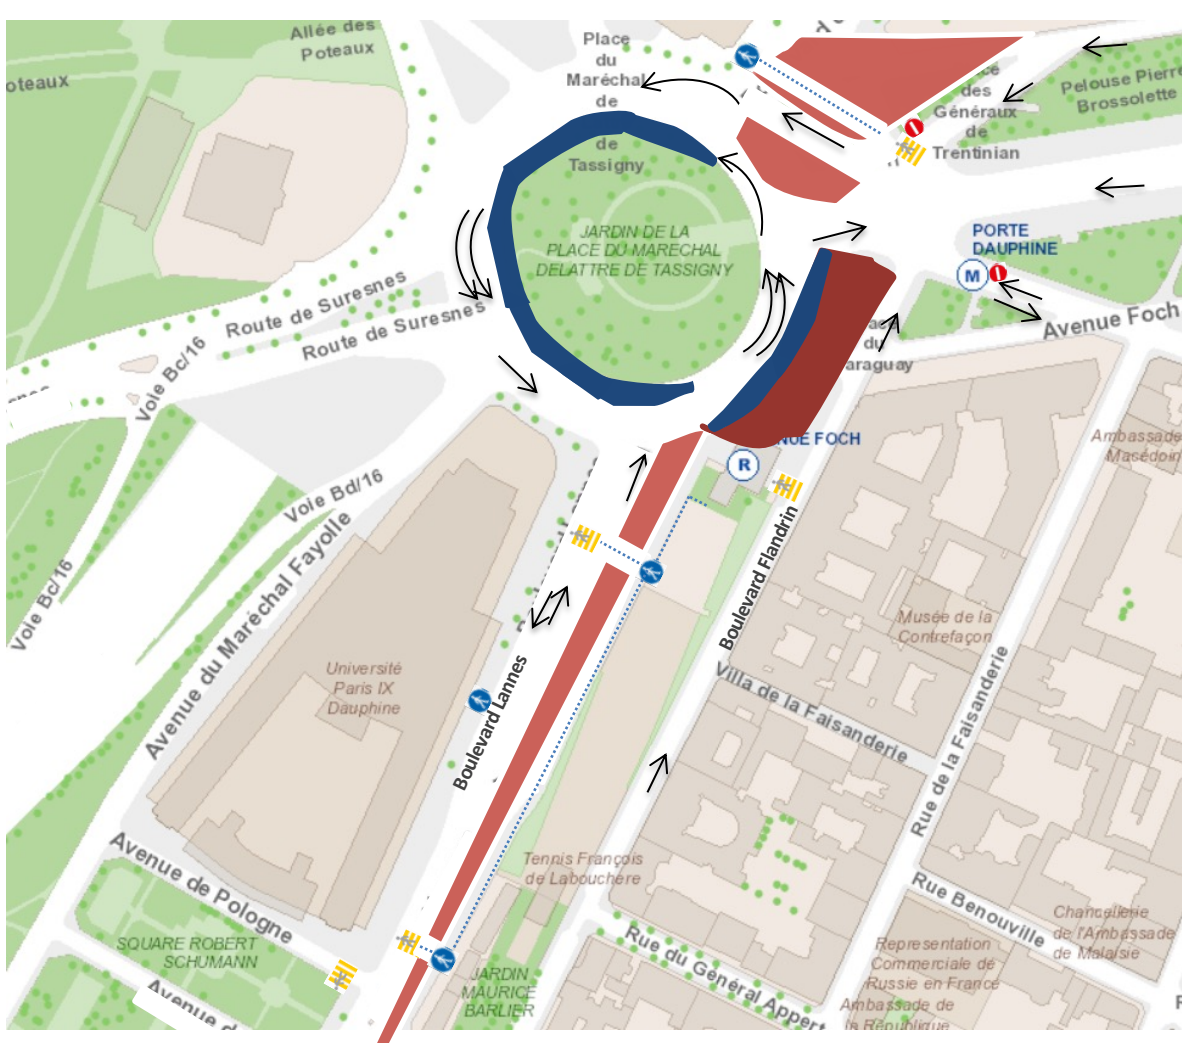 Allée des
Poteaux
oteaux
Place
du
Maréchal
de
de
Tassigny
des
Généraux
de
Trentinian
Pelouse Pierre
Brossolette
JARDIN DE LA
PLACE DU MARECHAL
DELATTRE DE TASSIGNY
PORTE
DAUPHINE
M
Avenue Foch
Route de Suresnes
Route de Suresnes
Voie Bc/16
du
araguay
NUE FOCH
R
Ambassade
Macédoin
Voie Bd/16
Avenue du Maréchal Fayolle
Voie Bc/16
Boulevard Flandrin
Musée de la
Contrefaçon
Université
Paris IX
Dauphine
Boulevard Lannes
Villa de la Faisanderie
Rue de la Faisanderie
Avenue de Pologne
Tennis François
de Labouchere
SQUARE ROBERT
SCHUMANN
Avenue d
JARDIN
MAURICE
BARLIER
Rue du Général Appert
Rue Benouville
Chancellerie
de l'Ambassade
de Malaisie
Representation
Commerciale de
Russie en France
Ambassade de
la République